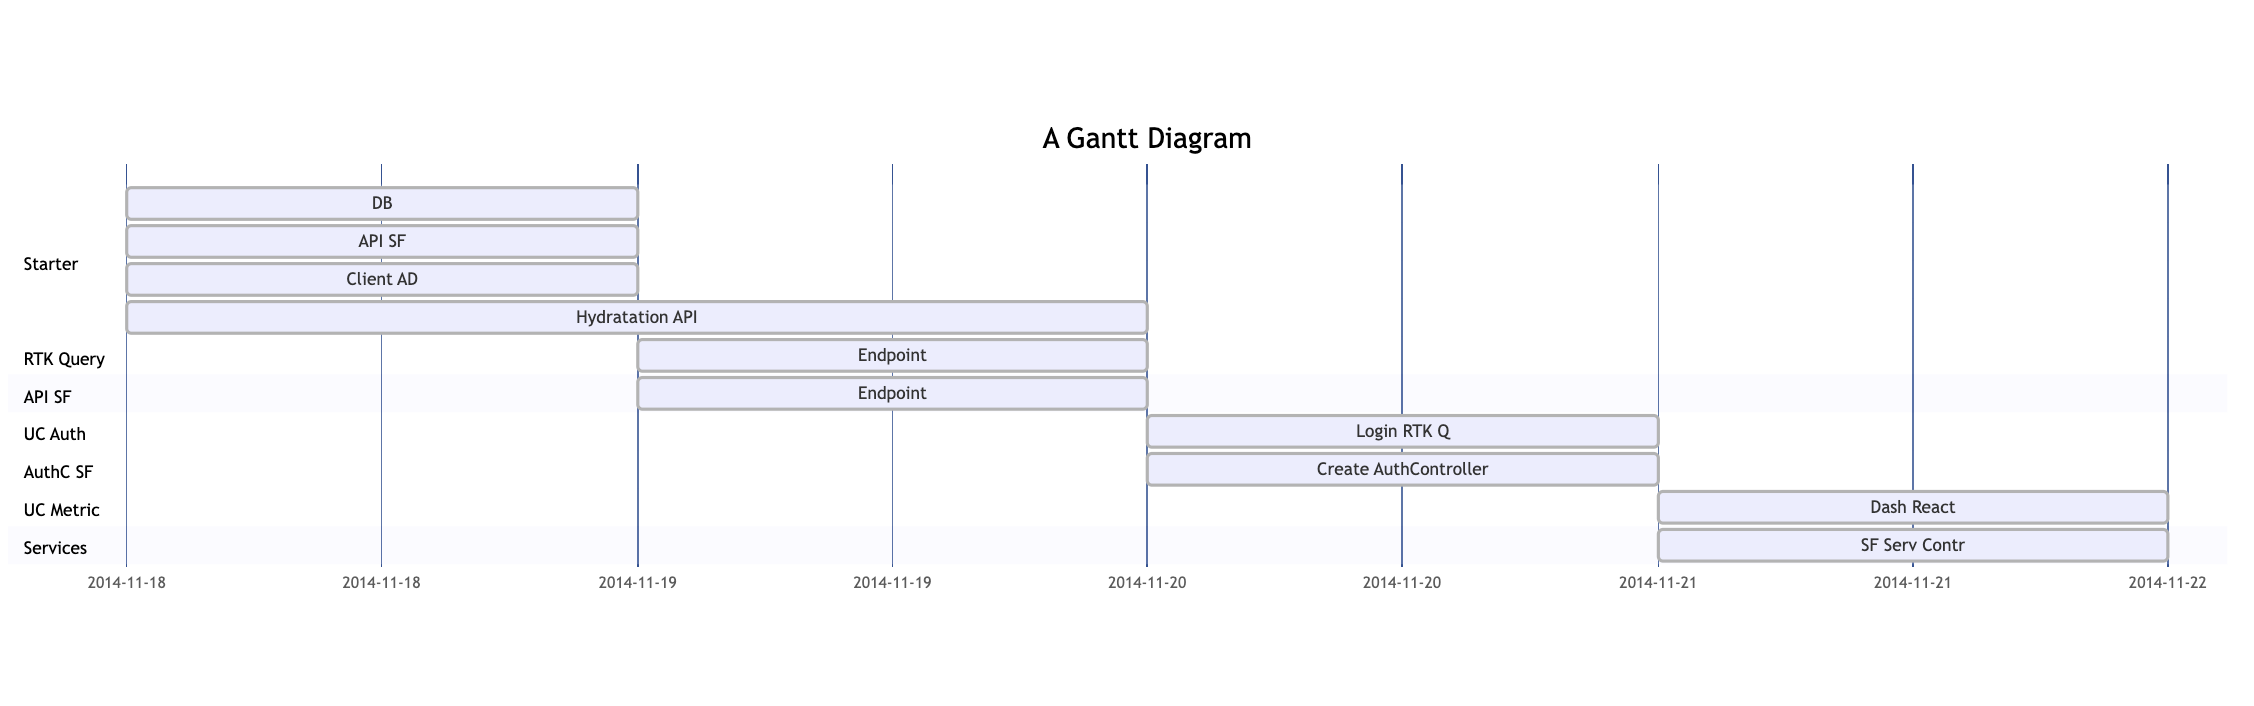 A Gantt Diagram
DB
API SF
Starter
Client AD
Hydratation API
RTK Query Endpoint
API SF Endpoint
UC Auth Login RTK Q
AuthC SF Create AuthController
UC Metric Dash React
Services SF Serv Contr
2014-11-18 2014-11-18 2014-11-19 2014-11-19 2014-11-20 2014-11-20 2014-11-21 2014-11-21 2014-11-22